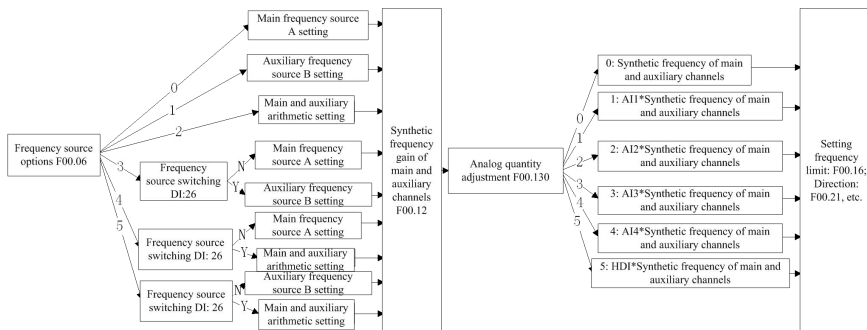 Frequency source
options F00.06
0
1
2
3
4
5
Main frequency source
A setting
Auxiliary frequency
source B setting
Main and auxiliary
arithmetic setting
Frequency
source switching
DI:26
N
Y
Main frequency
source A setting
Auxiliary frequency
source B setting
Frequency source
switching DI: 26
N
Y
Main frequency
source A setting
Main and auxiliary
arithmetic setting
Frequency source
switching DI: 26
N
Y
Auxiliary frequency
source B setting
Main and auxiliary
arithmetic setting
Synthetic
frequency
gain of
main and
auxiliary
channels
F00.12
Analog quantity
adjustment F00.130
0
1
2
3
4
5
0: Synthetic frequency of main
and auxiliary channels
1: AI1*Synthetic frequency of main
and auxiliary channels
2: AI2*Synthetic frequency of main
and auxiliary channels
3: AI3*Synthetic frequency of main
and auxiliary channels
4: AI4*Synthetic frequency of main
and auxiliary channels
5: HDI*Synthetic frequency of main and
auxiliary channels
Setting
frequency
limit: F00.16;
Direction:
F00.21, etc.